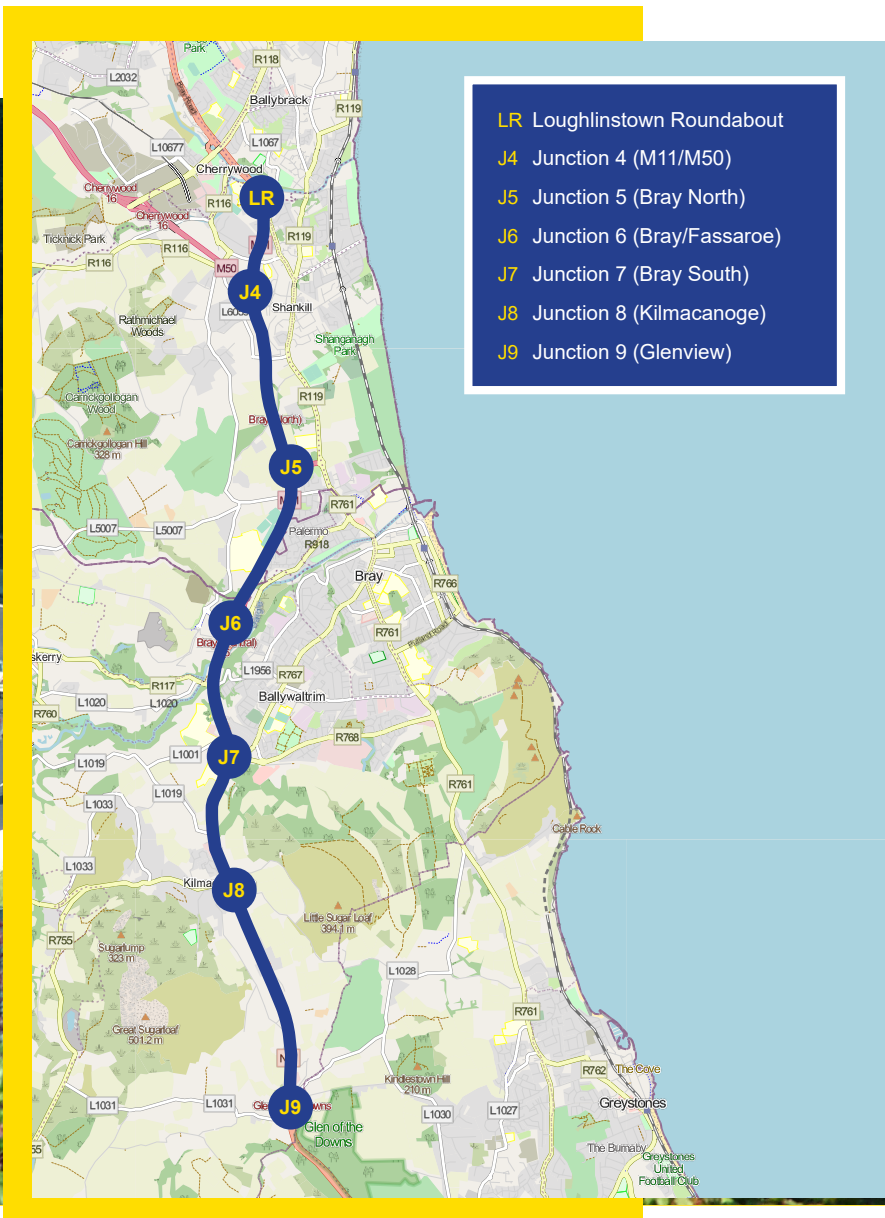 Park
R118
L2032
Ballybrack
R119
Bray Road
L10677
L1067
Cherrywood
Cherrywood
16
LR
R116
Cherrywood
16
Ticknick Park
R119
R116
R116
M50
J4
Shankill
Rathmichael
Woods
Shanganagh
Park
Carrickgollogan
Wood
R119
Carrickgollogan Hill
328 m
J5
R761
L5007
L5007
Palermo
R918
Bray
R766
J6
R761
Putland Road
skerry
L1956
R767
R117
L1020
L1020
Ballywaltrim
R760
R768
L1001
J7
L1019
R761
L1019
L1033
Cable Rock
L1033
Kilma
J8
Little Sugar Loaf
394.1 m
R755
Sugarlump
323 m
L1028
R761
Great Sugarloaf
501.2 m
R762
The Cove
Kindlestown Hill
210 m
L1031
L1031
J9
L1030
L1027
Greystones
Glen of the
Downs
The Burnaby
55
Greystones
United
Football Club
LR Loughlinstown Roundabout
J4 Junction 4 (M11/M50)
J5 Junction 5 (Bray North)
J6 Junction 6 (Bray/Fassaroe)
J7 Junction 7 (Bray South)
J8 Junction 8 (Kilmacanoge)
J9 Junction 9 (Glenview)